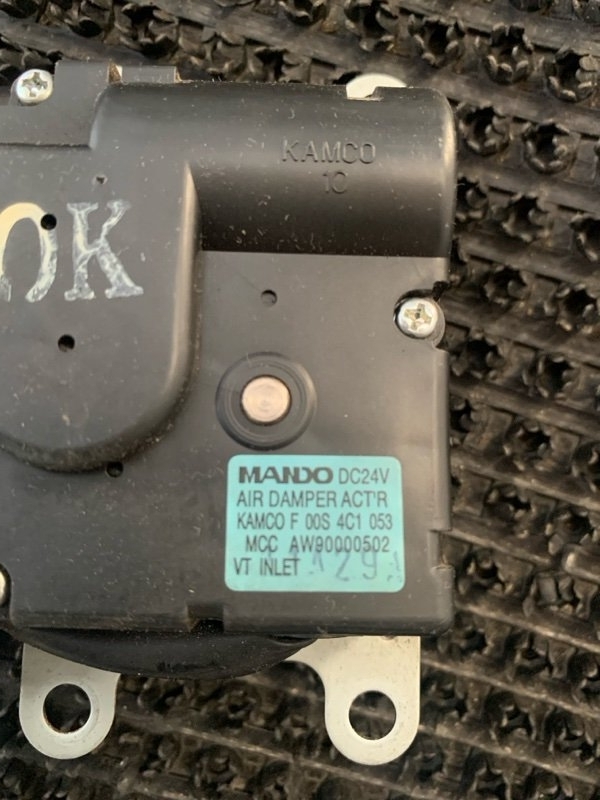 KAMCO
10
OK
MANDO DC24V
AIR DAMPER ACT'R
KAMCO F 00S 4C1 053
MCC AW90000502
VT INLET